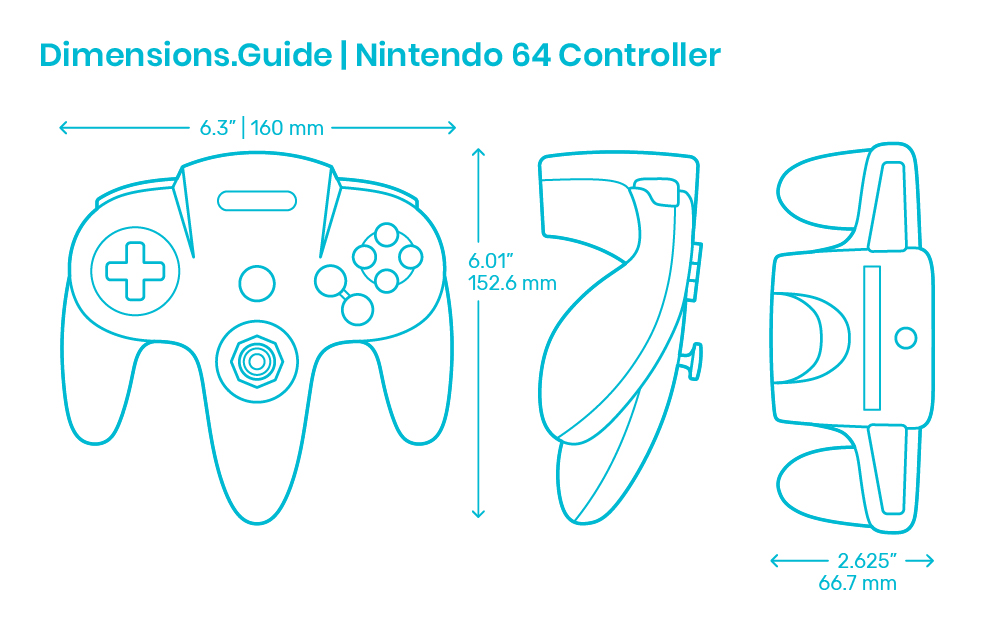 Dimensions.Guide | Nintendo 64 Controller
6.3” | 160 mm
6.01”
152.6 mm
2.625”
66.7 mm